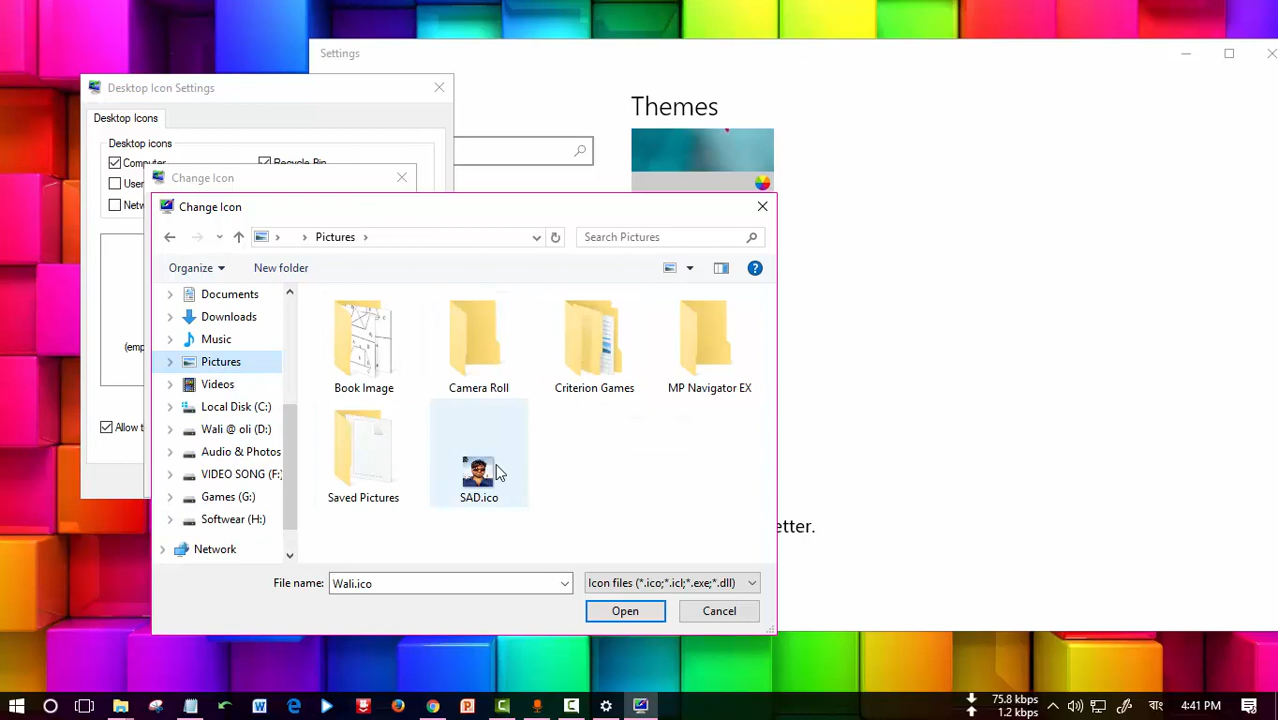 Settings
Desktop Icon Settings
Themes
Desktop Icons
Desktop icons
Computer
Recycle Bin
Change Icon
Change Icon
Pictures
Search Pictures
Organize
New folder
Documents
Downloads
Music
Pictures
Videos
Local Disk (C:)
Wali @ oli (D:)
Audio & Photos
VIDEO SONG (F:)
Games (G:)
Softwear (H:)
Network
Book Image
Camera Roll
Criterion Games
MP Navigator EX
Saved Pictures
SAD.ico
etter.
File name:
Wali.ico
Icon files (*.ico;*.icl;*.exe;*.dll)
Open
Cancel
75.8 kbps
1.2 kbps
বাং
4:41 PM